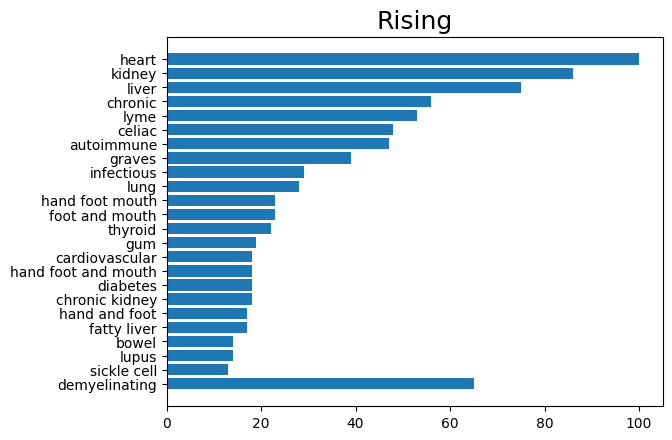 Rising
heart
kidney
liver
chronic
lyme
celiac
autoimmune
graves
infectious
lung
hand foot mouth
foot and mouth
thyroid
gum
cardiovascular
hand foot and mouth
diabetes
chronic kidney
hand and foot
fatty liver
bowel
lupus
sickle cell
demyelinating
0 20 40 60 80 100